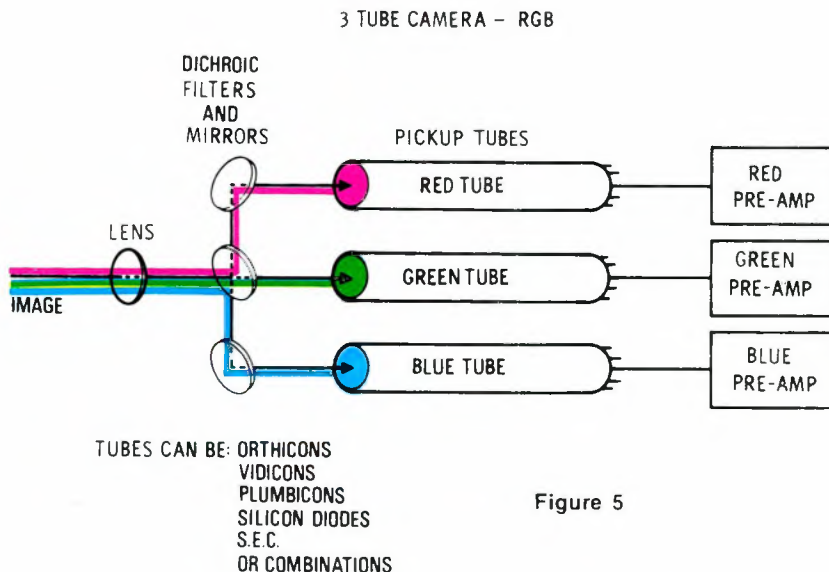 3 TUBE CAMERA – RGB
DICHROIC
FILTERS
AND
MIRRORS
PICKUP TUBES
LENS
IMAGE
RED TUBE
RED
PRE-AMP
GREEN TUBE
GREEN
PRE-AMP
BLUE TUBE
BLUE
PRE-AMP
TUBES CAN BE: ORTHICONS
VIDICONS
PLUMBICONS
SILICON DIODES
S.E.C.
OR COMBINATIONS
Figure 5